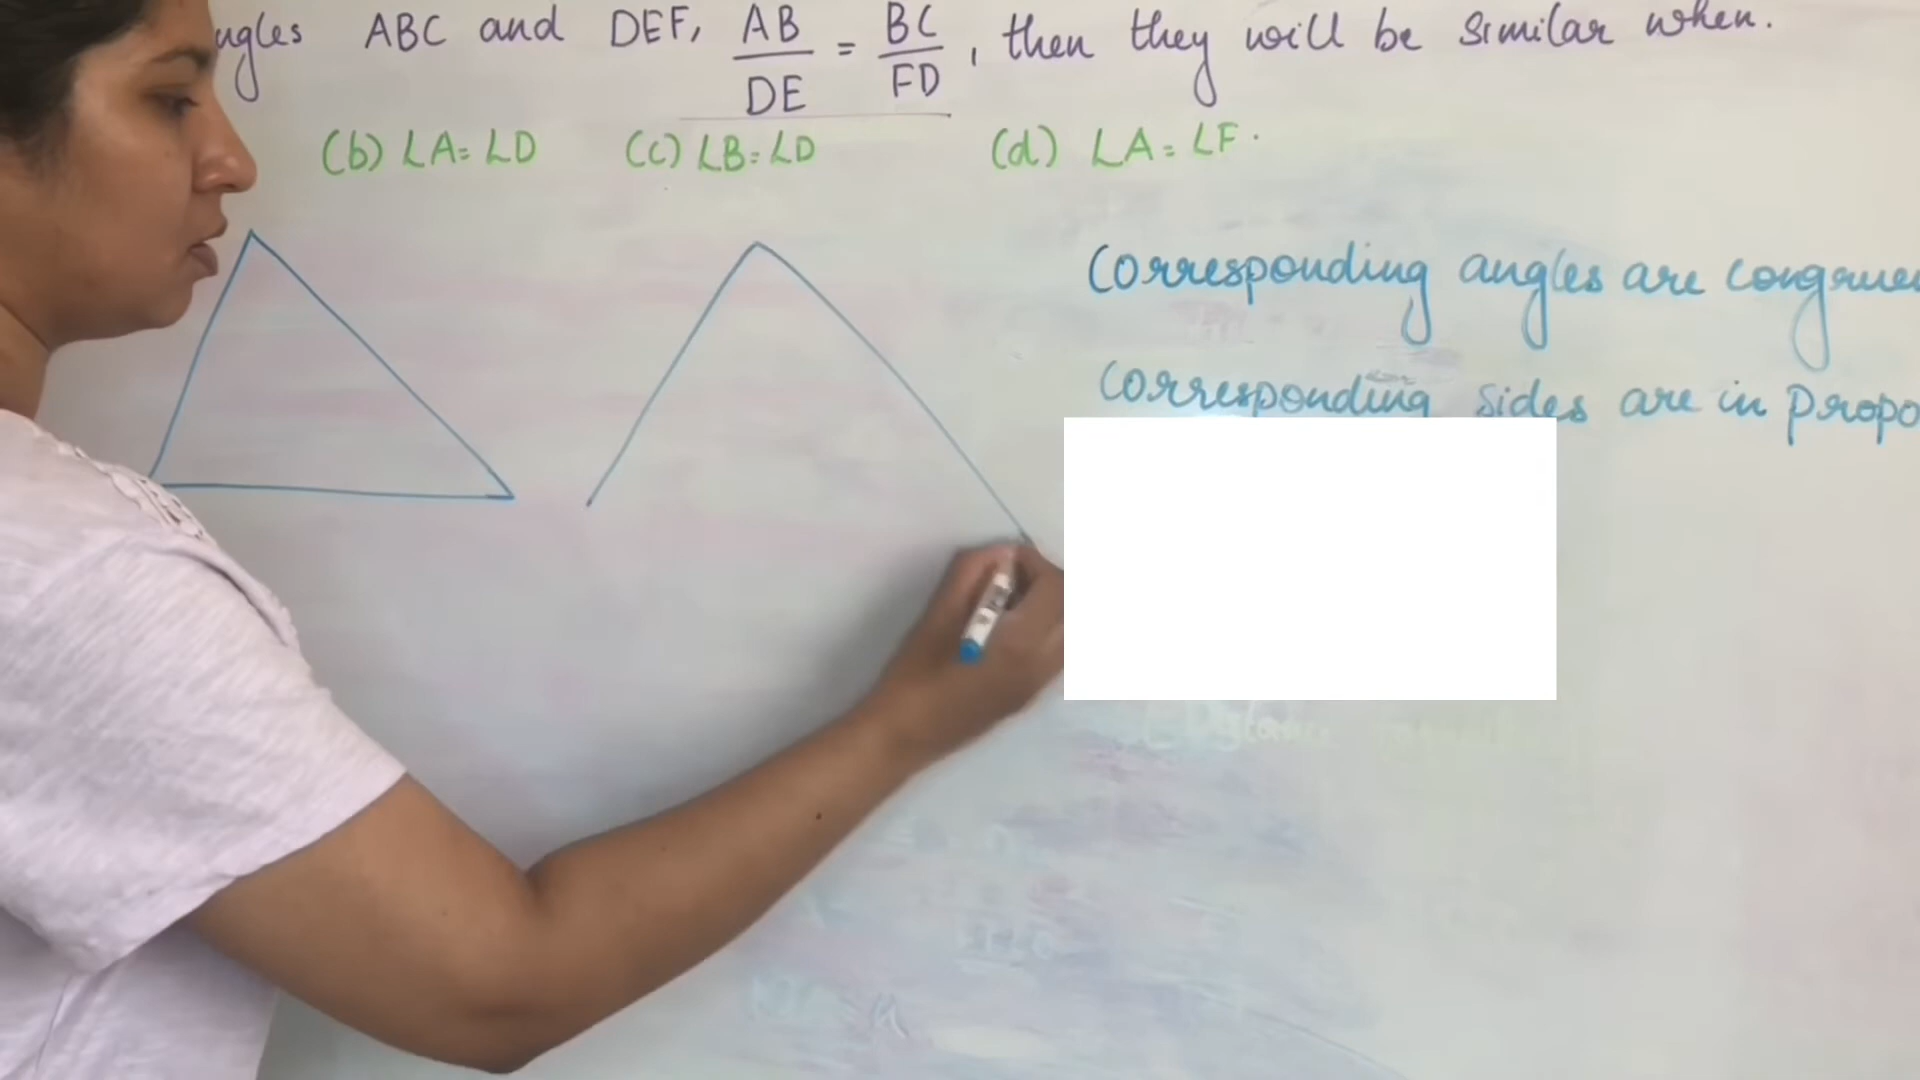 ngles ABC and DEF, AB/DE = BC/FD, then they will be similar when.
(b) ∠A=∠D (c) ∠B=∠D (d) ∠A=∠F.
Corresponding angles are congruen
Corresponding sides are in propo